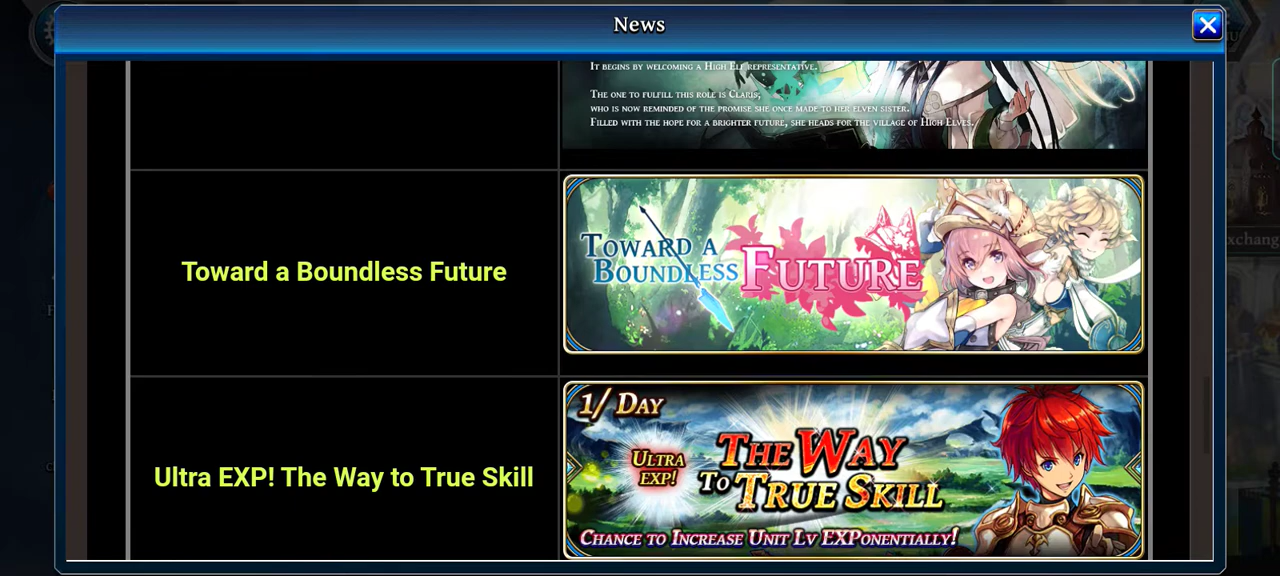 News
It begins by welcoming a High Elf representative.
The one to fulfill this role is Claris,
who is now reminded of the promise she once made to her elven sister.
Filled with the hope for a brighter future, she heads for the village of High Elves.
Toward a Boundless Future
Toward a
Boundless Future
Ultra EXP! The Way to True Skill
1/ Day
Ultra
EXP!
The Way
To True Skill
Chance to Increase Unit Lv EXPonentially!
xchang